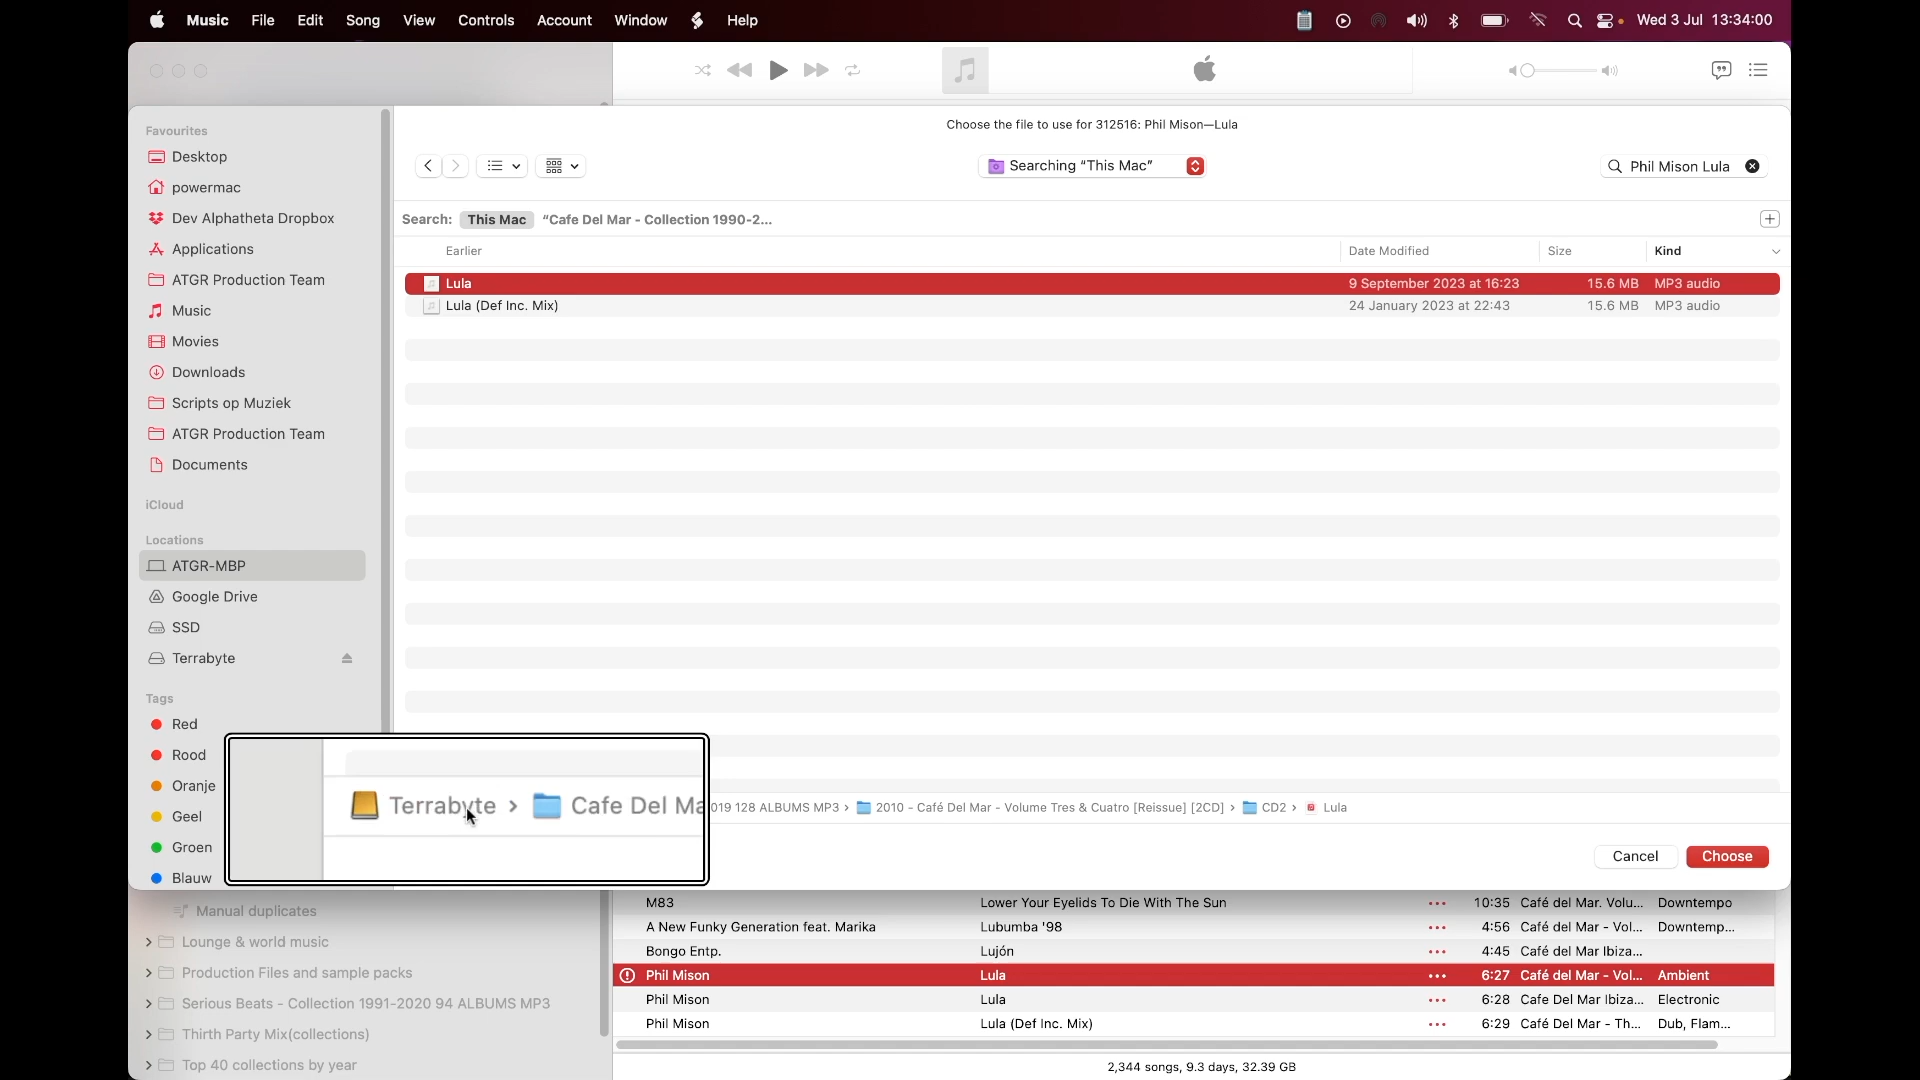 Music File Edit Song View Controls Account Window Help Wed 3 Jul 13:34:00
Choose the file to use for 312516: Phil Mison—Lula
Searching "This Mac" Phil Mison Lula
Search: This Mac "Cafe Del Mar - Collection 1990-2...
Earlier Date Modified Size Kind
Lula 9 September 2023 at 16:23 15.6 MB MP3 audio
Lula (Def Inc. Mix) 24 January 2023 at 22:43 15.6 MB MP3 audio
Favourites
Desktop
powermac
Dev Alphatheta Dropbox
Applications
ATGR Production Team
Music
Movies
Downloads
Scripts op Muziek
ATGR Production Team
Documents
iCloud
Locations
ATGR-MBP
Google Drive
SSD
Terrabyte
Tags
Red
Rood
Oranje
Geel
Groen
Blauw
Terrabyte › Cafe Del Ma
019 128 ALBUMS MP3 › 2010 - Café Del Mar - Volume Tres & Cuatro [Reissue] [2CD] › CD2 › Lula
Cancel Choose
Manual duplicates
Lounge & world music
Production Files and sample packs
Serious Beats - Collection 1991-2020 94 ALBUMS MP3
Thirth Party Mix(collections)
Top 40 collections by year
M83 Lower Your Eyelids To Die With The Sun ••• 10:35 Café del Mar. Volu... Downtempo
A New Funky Generation feat. Marika Lubumba '98 ••• 4:56 Café del Mar - Vol... Downtemp...
Bongo Entp. Lujón ••• 4:45 Café del Mar Ibiza...
Phil Mison Lula ••• 6:27 Café del Mar - Vol... Ambient
Phil Mison Lula ••• 6:28 Cafe Del Mar Ibiza... Electronic
Phil Mison Lula (Def Inc. Mix) ••• 6:29 Café Del Mar - Th... Dub, Flam...
2,344 songs, 9.3 days, 32.39 GB